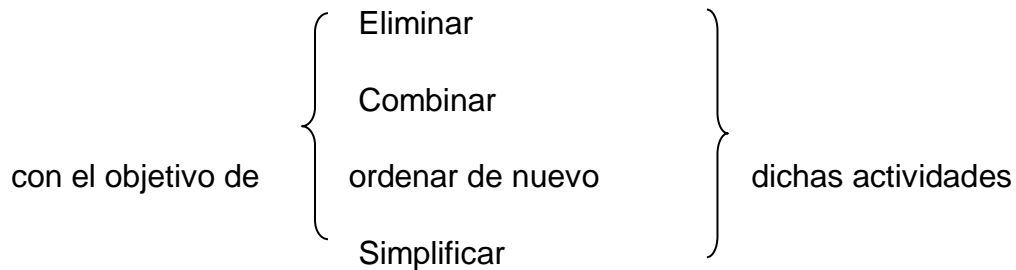 Eliminar
Combinar
con el objetivo de ordenar de nuevo dichas actividades
Simplificar